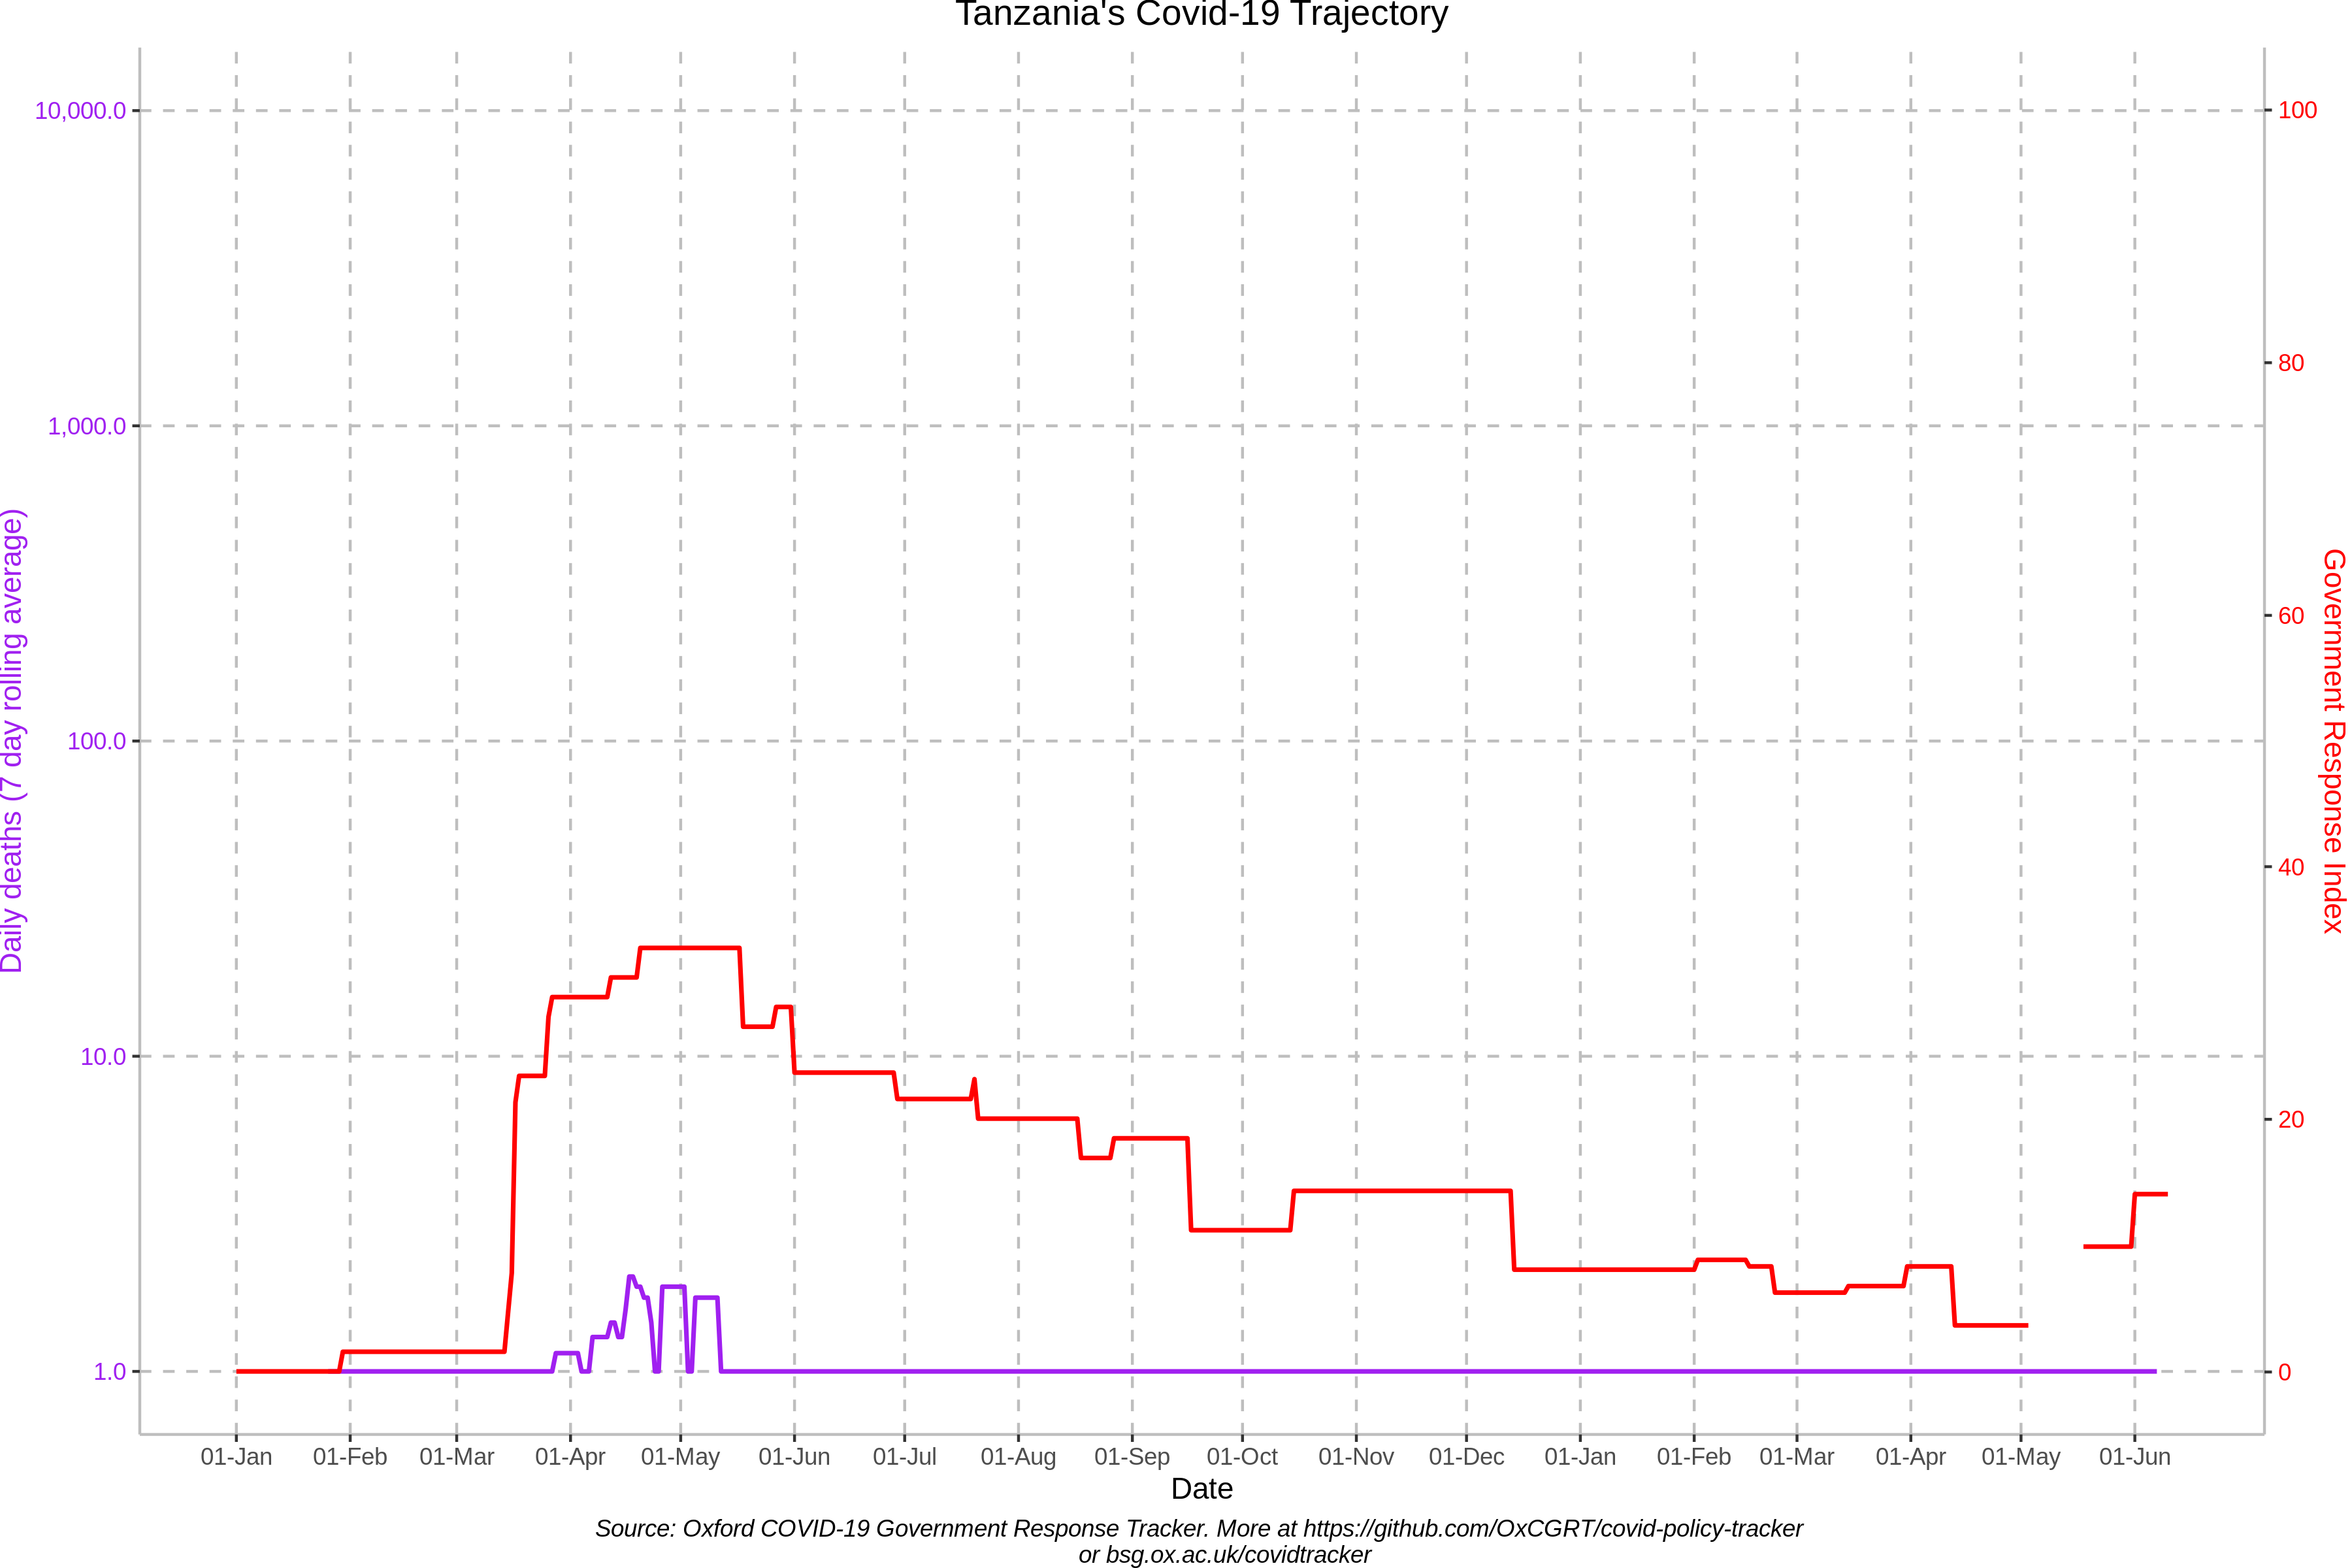 Tanzania's Covid-19 Trajectory
10,000.0
1,000.0
100.0
10.0
1.0
Daily deaths (7 day rolling average)
100
80
60
40
20
0
Government Response Index
01-Jan 01-Feb 01-Mar 01-Apr 01-May 01-Jun 01-Jul 01-Aug 01-Sep 01-Oct 01-Nov 01-Dec 01-Jan 01-Feb 01-Mar 01-Apr 01-May 01-Jun
Date
Source: Oxford COVID-19 Government Response Tracker. More at https://github.com/OxCGRT/covid-policy-tracker
or bsg.ox.ac.uk/covidtracker